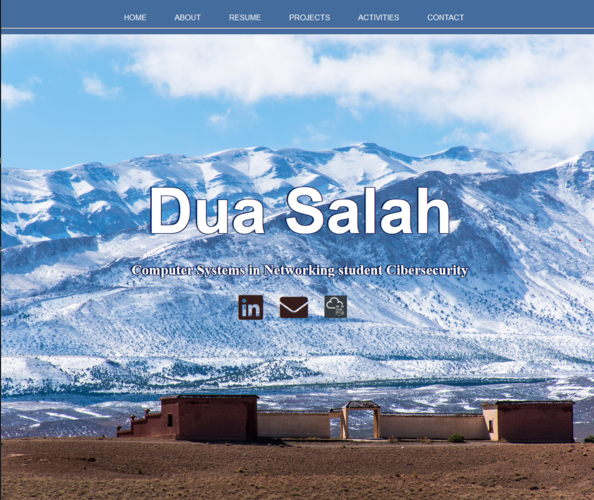 HOME ABOUT RESUME PROJECTS ACTIVITIES CONTACT
Dua Salah
Computer Systems in Networking student Cibersecurity
in